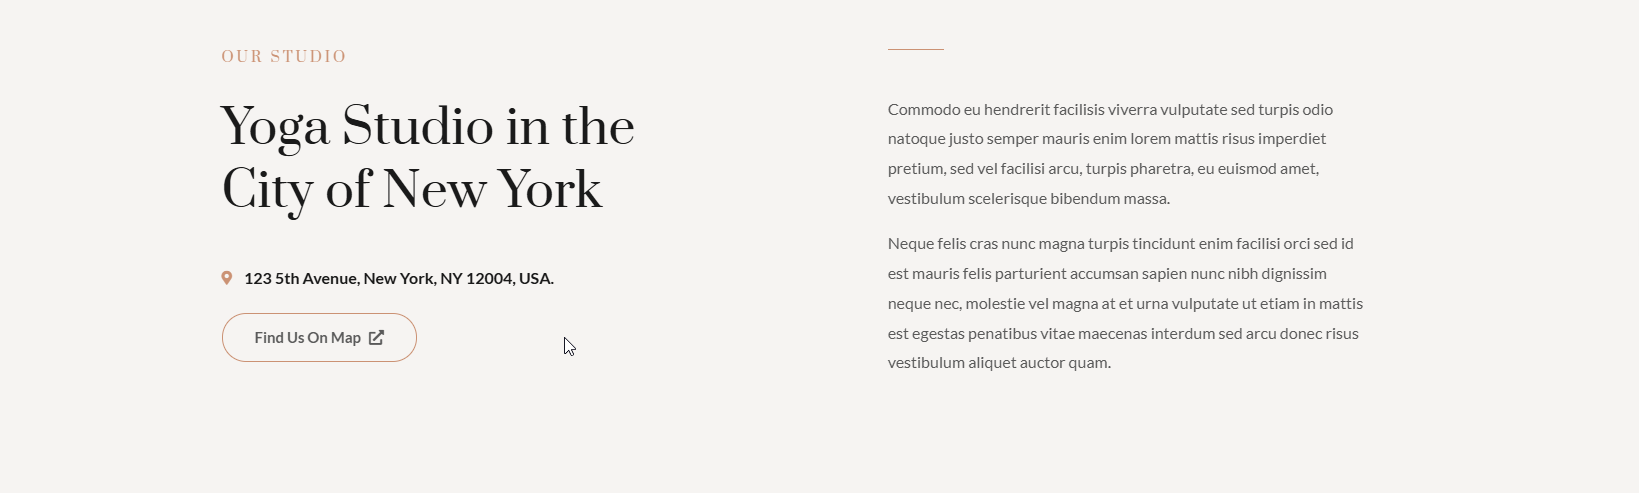 OUR STUDIO
Yoga Studio in the
City of New York
123 5th Avenue, New York, NY 12004, USA.
Find Us On Map
Commodo eu hendrerit facilisis viverra vulputate sed turpis odio
natoque justo semper mauris enim lorem mattis risus imperdiet
pretium, sed vel facilisi arcu, turpis pharetra, eu euismod amet,
vestibulum scelerisque bibendum massa.
Neque felis cras nunc magna turpis tincidunt enim facilisi orci sed id
est mauris felis parturient accumsan sapien nunc nibh dignissim
neque nec, molestie vel magna at et urna vulputate ut etiam in mattis
est egestas penatibus vitae maecenas interdum sed arcu donec risus
vestibulum aliquet auctor quam.